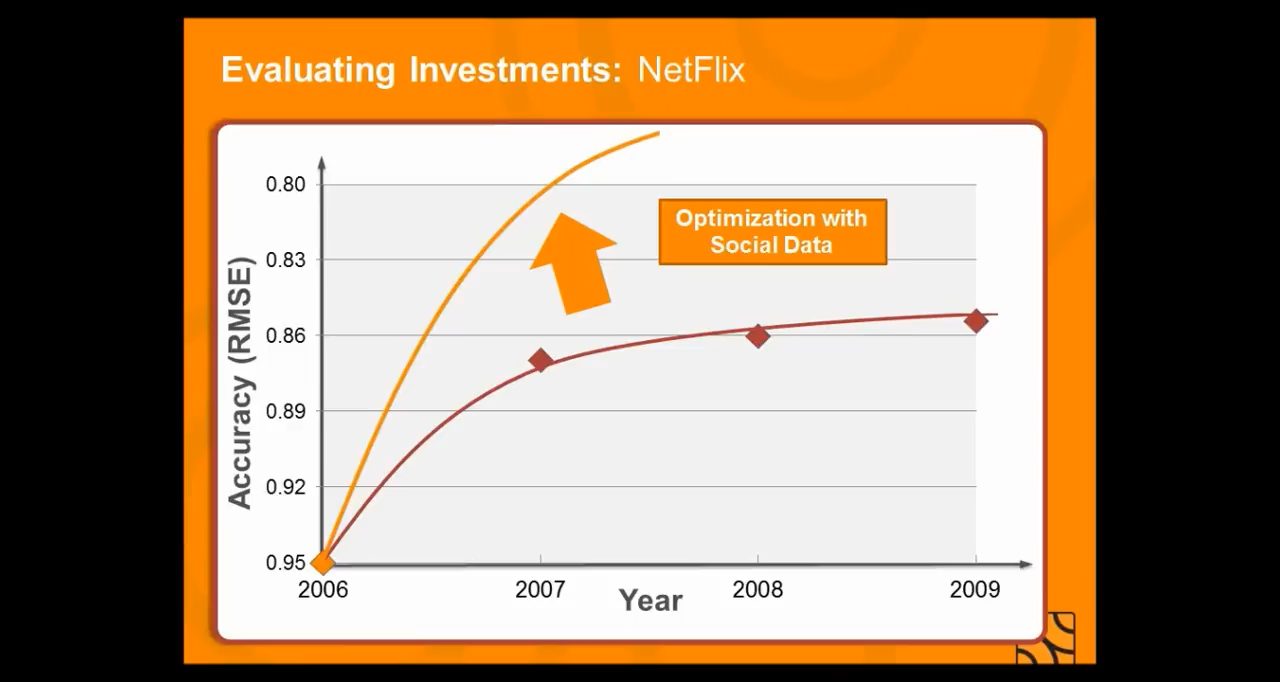 Evaluating Investments: NetFlix
0.80
0.83
0.86
0.89
0.92
0.95
Accuracy (RMSE)
Optimization with
Social Data
2006
2007
2008
2009
Year